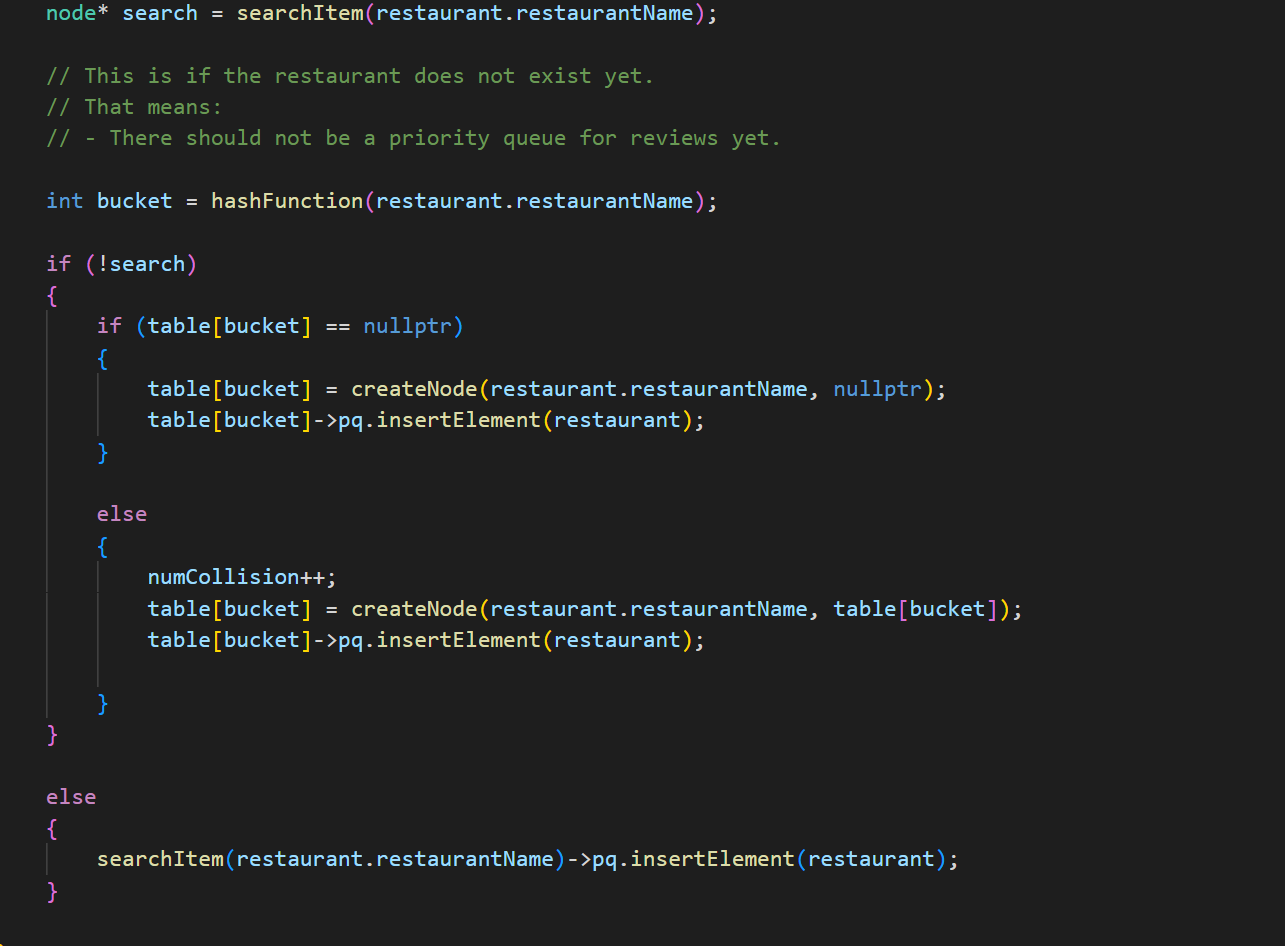 node* search = searchItem(restaurant.restaurantName);
// This is if the restaurant does not exist yet.
// That means:
// - There should not be a priority queue for reviews yet.
int bucket = hashFunction(restaurant.restaurantName);
if (!search)
{
if (table[bucket] == nullptr)
{
table[bucket] = createNode(restaurant.restaurantName, nullptr);
table[bucket]->pq.insertElement(restaurant);
}
else
{
numCollision++;
table[bucket] = createNode(restaurant.restaurantName, table[bucket]);
table[bucket]->pq.insertElement(restaurant);
}
}
else
{
searchItem(restaurant.restaurantName)->pq.insertElement(restaurant);
}